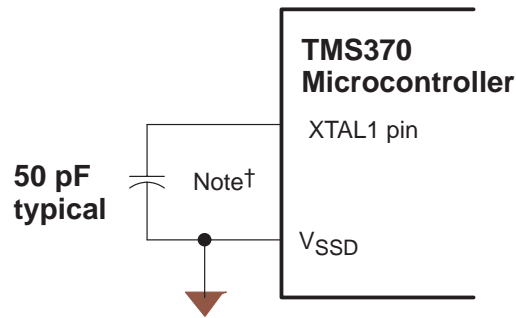 TMS370
Microcontroller
XTAL1 pin
50 pF
typical
Note†
VSSD